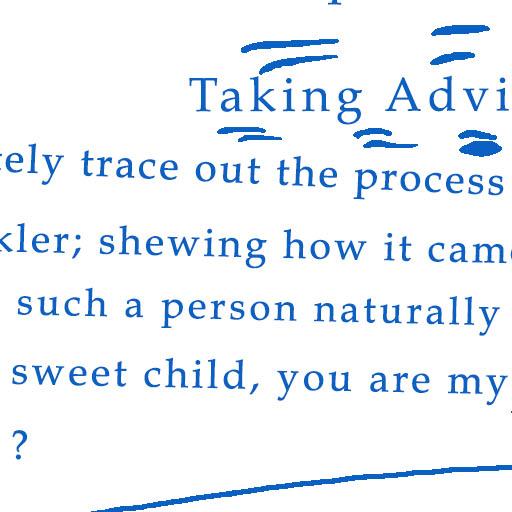 Taking Advi
ely trace out the process
kler; shewing how it came
such a person naturally
sweet child, you are my
?